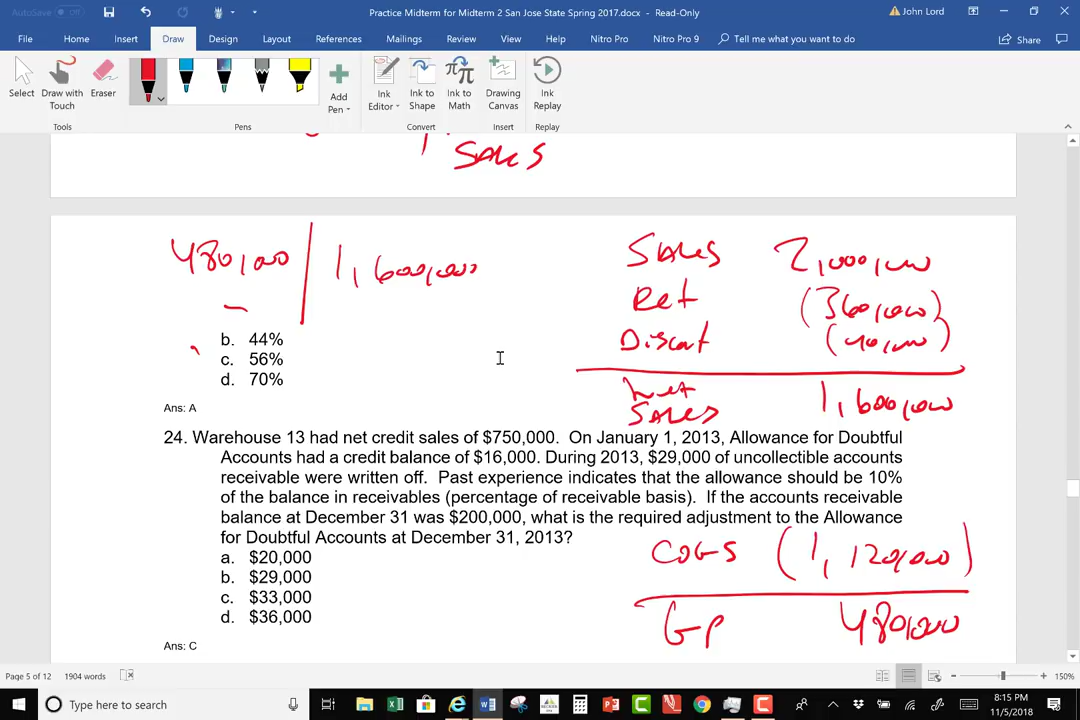 AutoSave Off
Practice Midterm for Midterm 2 San Jose State Spring 2017.docx - Read-Only
John Lord
File Home Insert Draw Design Layout References Mailings Review View Help Nitro Pro Nitro Pro 9 Tell me what you want to do Share
Select
Draw with Touch
Eraser
Add Pen
Ink Editor
Ink to Shape
Ink to Math
Drawing Canvas
Ink Replay
Tools Pens Convert Insert Replay
SALES
480,000 1,600,000
SALES 2,000,000
Ret (360,000)
Discout (40,000)
Net SALES 1,600,000
b. 44%
c. 56%
d. 70%
Ans: A
24. Warehouse 13 had net credit sales of $750,000. On January 1, 2013, Allowance for Doubtful
Accounts had a credit balance of $16,000. During 2013, $29,000 of uncollectible accounts
receivable were written off. Past experience indicates that the allowance should be 10%
of the balance in receivables (percentage of receivable basis). If the accounts receivable
balance at December 31 was $200,000, what is the required adjustment to the Allowance
for Doubtful Accounts at December 31, 2013?
a. $20,000
b. $29,000
c. $33,000
d. $36,000
COGS (1,120,000)
GP 480,000
Ans: C
Page 5 of 12 1904 words 150%
Type here to search
8:15 PM
11/5/2018